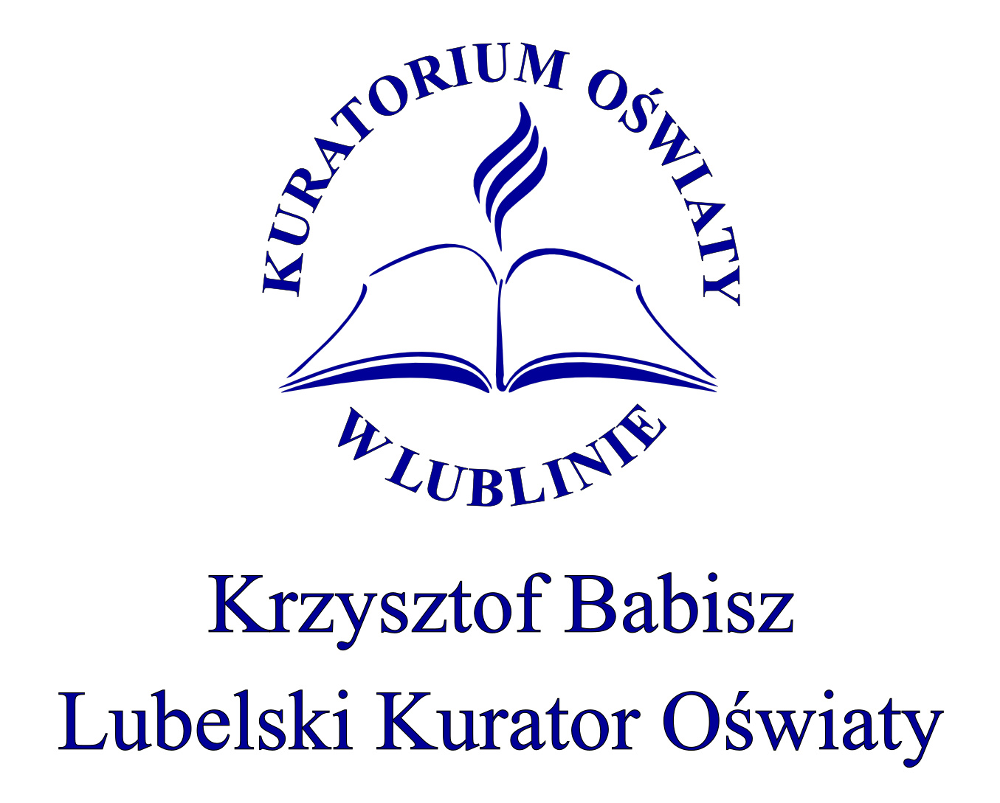 KURATORIUM OŚWIATY
W LUBLINIE
Krzysztof Babisz
Lubelski Kurator Oświaty